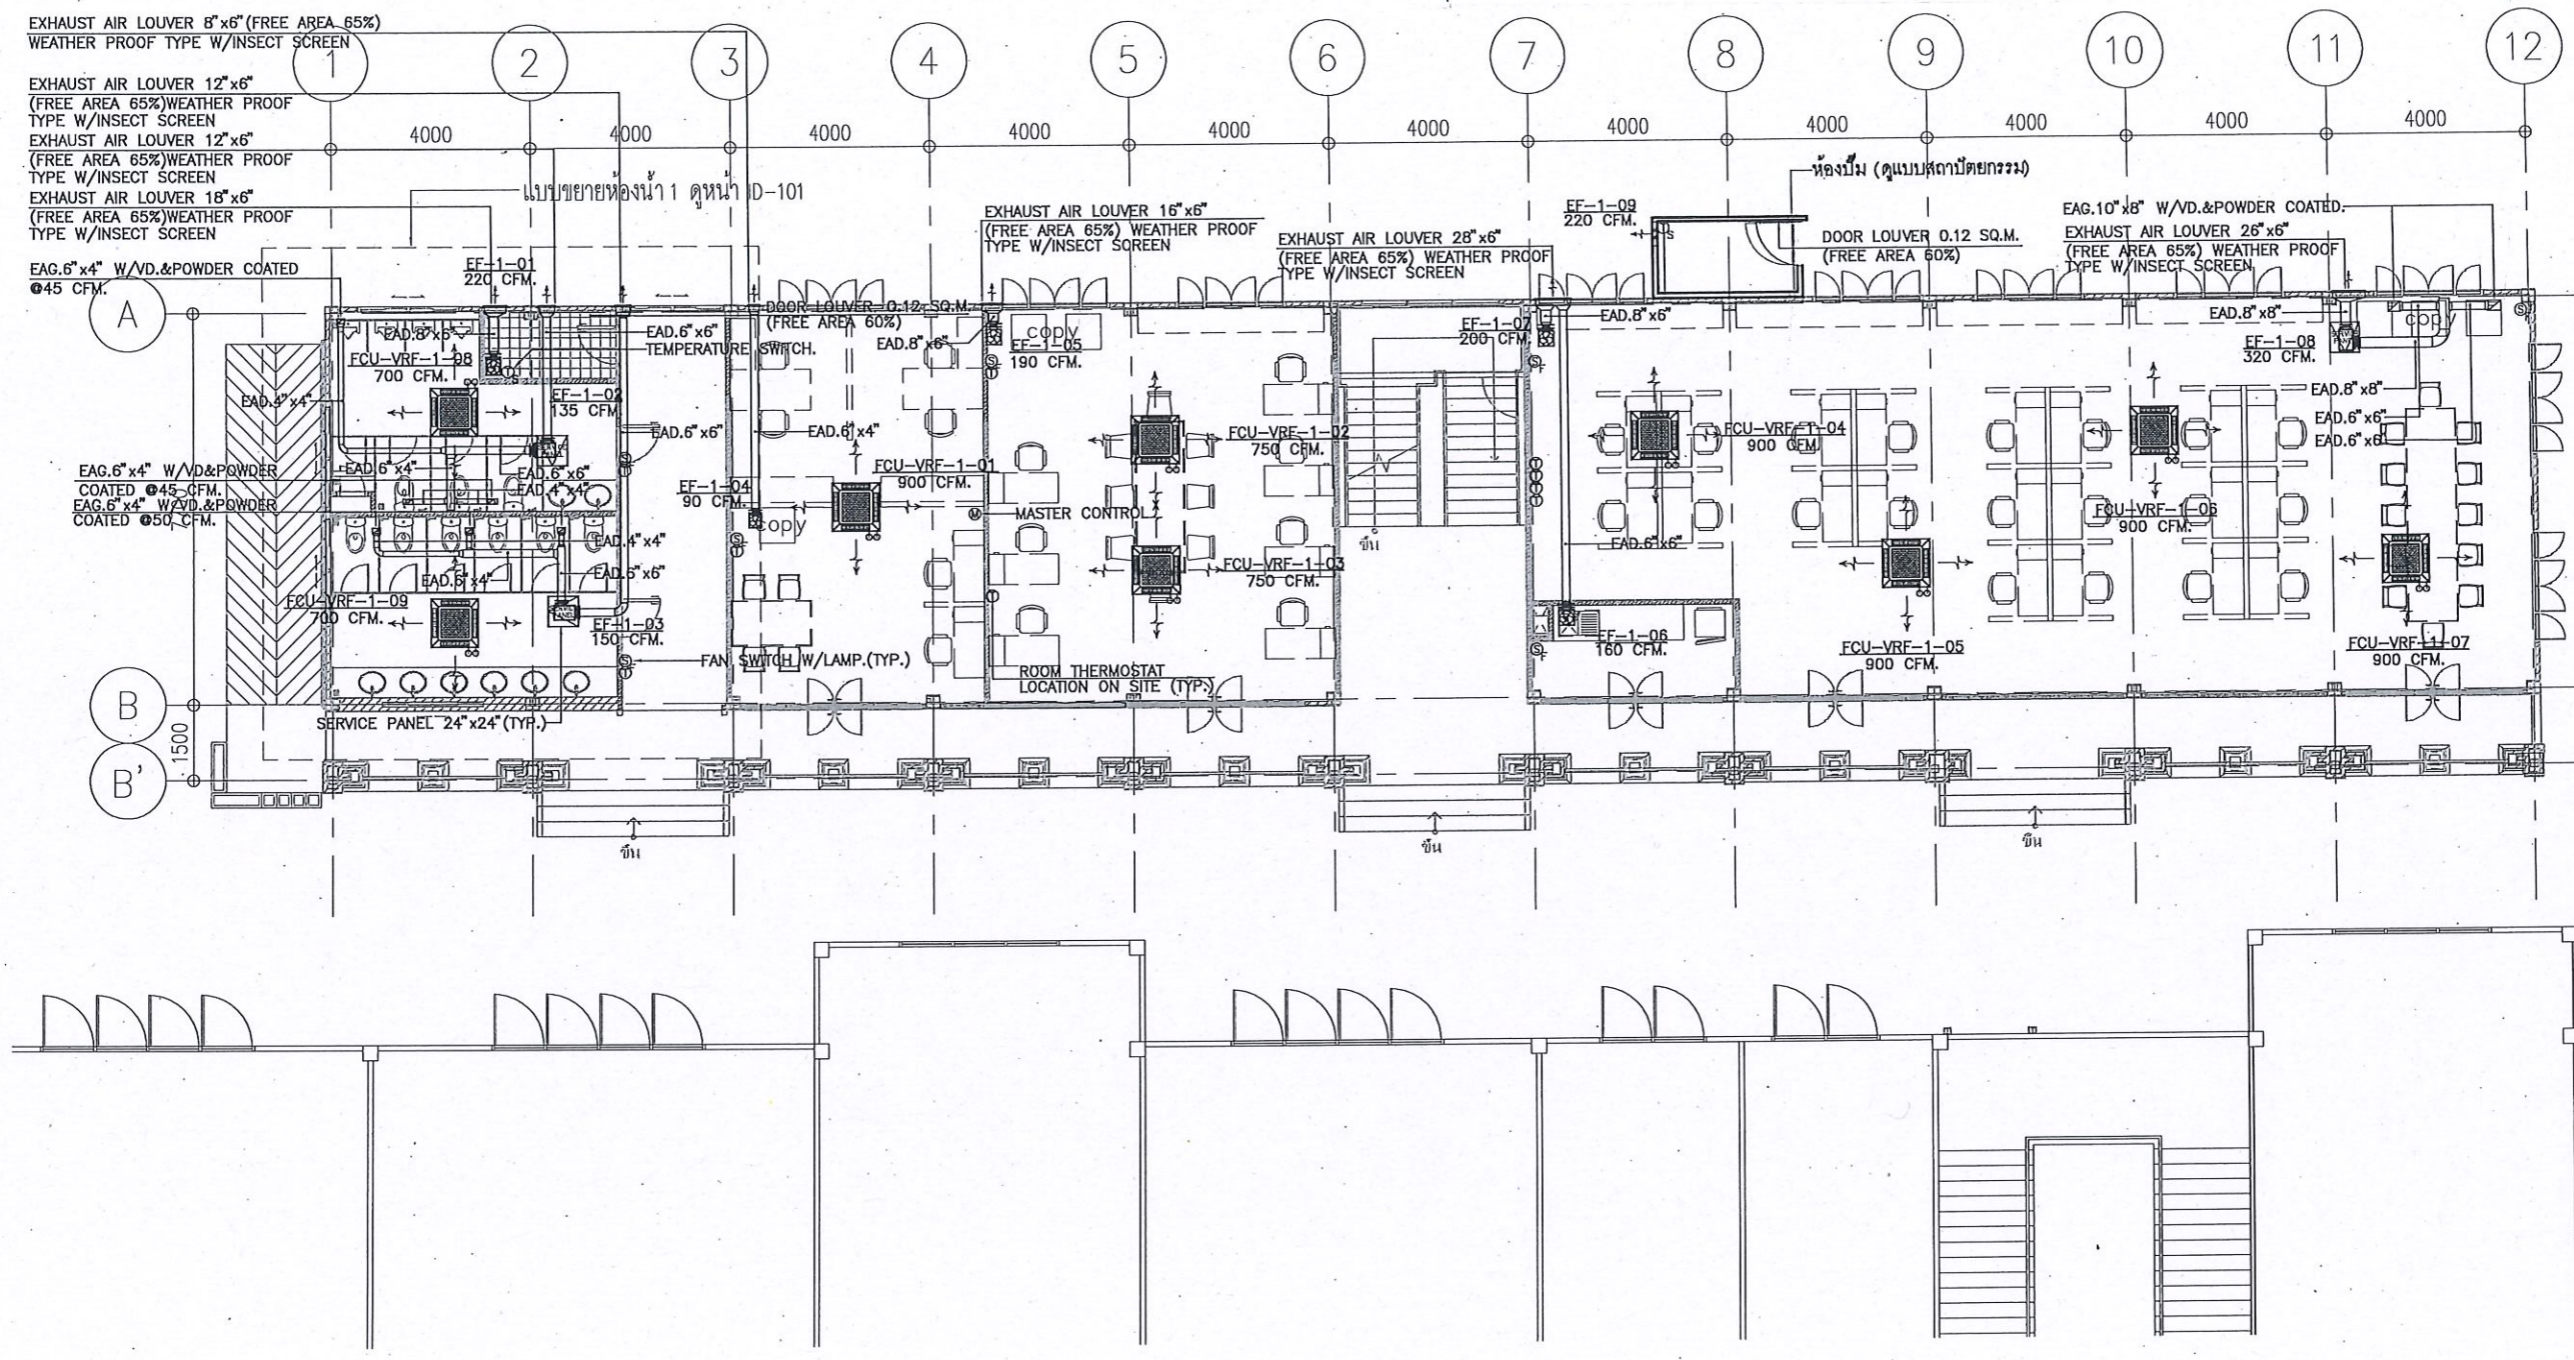 EXHAUST AIR LOUVER 8"x6"(FREE AREA 65%)
WEATHER PROOF TYPE W/INSECT SCREEN
EXHAUST AIR LOUVER 12"x6"
(FREE AREA 65%)WEATHER PROOF
TYPE W/INSECT SCREEN
EXHAUST AIR LOUVER 12"x6"
(FREE AREA 65%)WEATHER PROOF
TYPE W/INSECT SCREEN
EXHAUST AIR LOUVER 18"x6"
(FREE AREA 65%)WEATHER PROOF
TYPE W/INSECT SCREEN
EAG.6"x4" W/VD.&POWDER COATED
@45 CFM.
1 2 3 4 5 6 7 8 9 10 11 12
4000 4000 4000 4000 4000 4000 4000 4000 4000 4000 4000
แบบขยายห้องน้ำ 1 ดูหน้า ID-101
EXHAUST AIR LOUVER 16"x6"
(FREE AREA 65%) WEATHER PROOF
TYPE W/INSECT SCREEN
EXHAUST AIR LOUVER 28"x6"
(FREE AREA 65%) WEATHER PROOF
TYPE W/INSECT SCREEN
EF-1-09
220 CFM.
ห้องปั๊ม (ดูแบบสถาปัตยกรรม)
DOOR LOUVER 0.12 SQ.M.
(FREE AREA 60%)
EAG.10"x8" W/VD.&POWDER COATED.
EXHAUST AIR LOUVER 26"x6"
(FREE AREA 65%) WEATHER PROOF
TYPE W/INSECT SCREEN
A
EF-1-01
220 CFM.
EAD.8"x6"
FCU-VRF-1-08
700 CFM.
EAD.4"x4"
EAD.6"x6"
TEMPERATURE SWITCH.
EF-1-02
135 CFM
EAD.6"x6"
DOOR LOUVER 0.12 SQ.M.
(FREE AREA 60%)
EAD.8"x6"
EAD.6"x4"
copy
EF-1-05
190 CFM.
EF-1-07
200 CFM.
EAD.8"x6"
EAD.8"x8"
EF-1-08
320 CFM.
EAD.8"x8"
EAD.6"x6"
EAD.6"x6"
EAG.6"x4" W/VD&POWDER
COATED @45 CFM.
EAG.6"x4" W/VD.&POWDER
COATED @50 CFM.
EAD.6"x4"
EAD.6"x6"
EAD.4"x4"
EF-1-04
90 CFM.
copy
FCU-VRF-1-01
900 CFM.
MASTER CONTROL
FCU-VRF-1-02
750 CFM.
FCU-VRF-1-03
750 CFM.
ขึ้น
FCU-VRF-1-04
900 CFM.
FCU-VRF-1-06
900 CFM.
EAD.4"x4"
EAD.6"x4"
EAD.6"x6"
EAD.6"x6"
FCU-VRF-1-09
700 CFM.
EF-1-03
150 CFM.
FAN SWITCH W/LAMP.(TYP.)
ROOM THERMOSTAT
LOCATION ON SITE (TYP.)
EF-1-06
160 CFM.
FCU-VRF-1-05
900 CFM.
FCU-VRF-1-07
900 CFM.
B
SERVICE PANEL 24"x24"(TYP.)
1500
B'
ขึ้น
ขึ้น
ขึ้น